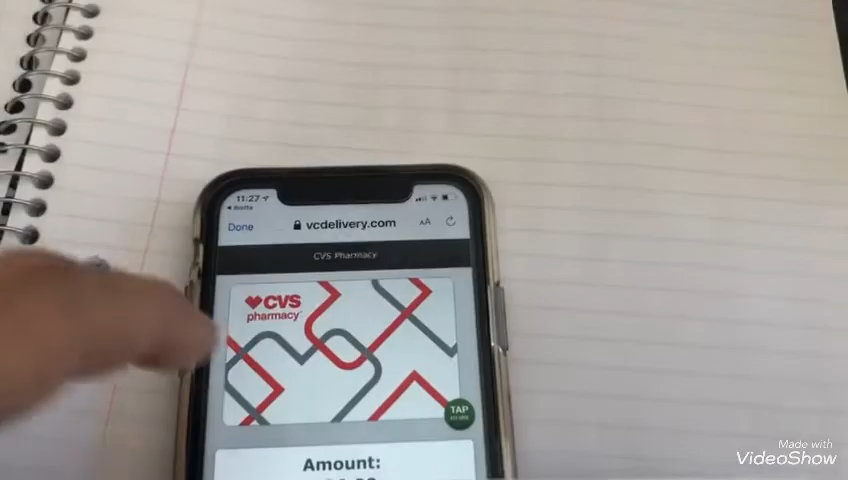 11:27
Done
vcdelivery.com
AA
CVS Pharmacy
CVS
pharmacy
TAP
Amount:
Made with
VideoShow